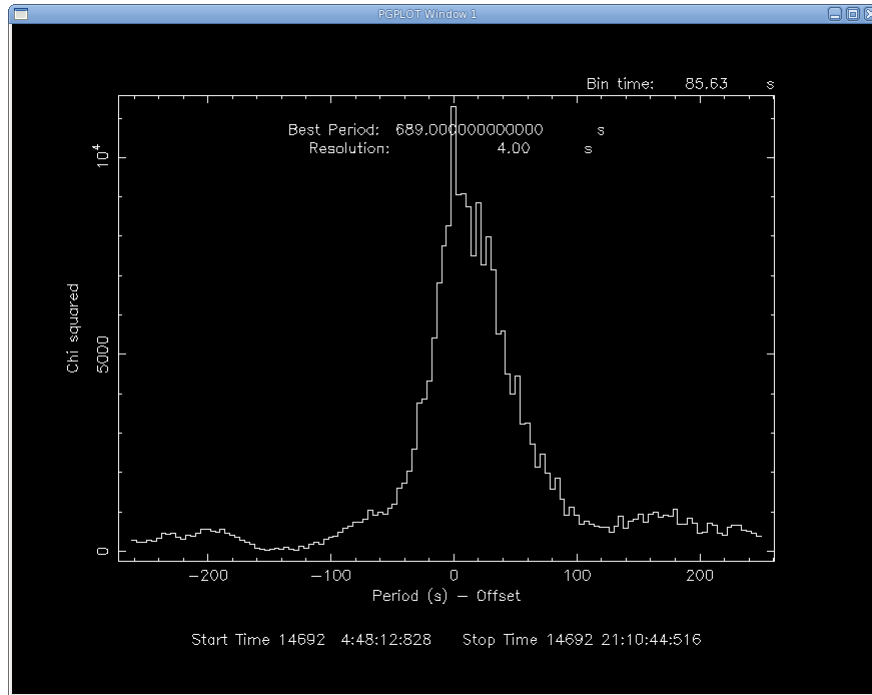 PGPLOT Window 1
Bin time: 85.63 s
Best Period: 689.000000000000 s
Resolution: 4.00 s
10⁴
5000
0
Chi squared
−200 −100 0 100 200
Period (s) − Offset
Start Time 14692 4:48:12:828 Stop Time 14692 21:10:44:516